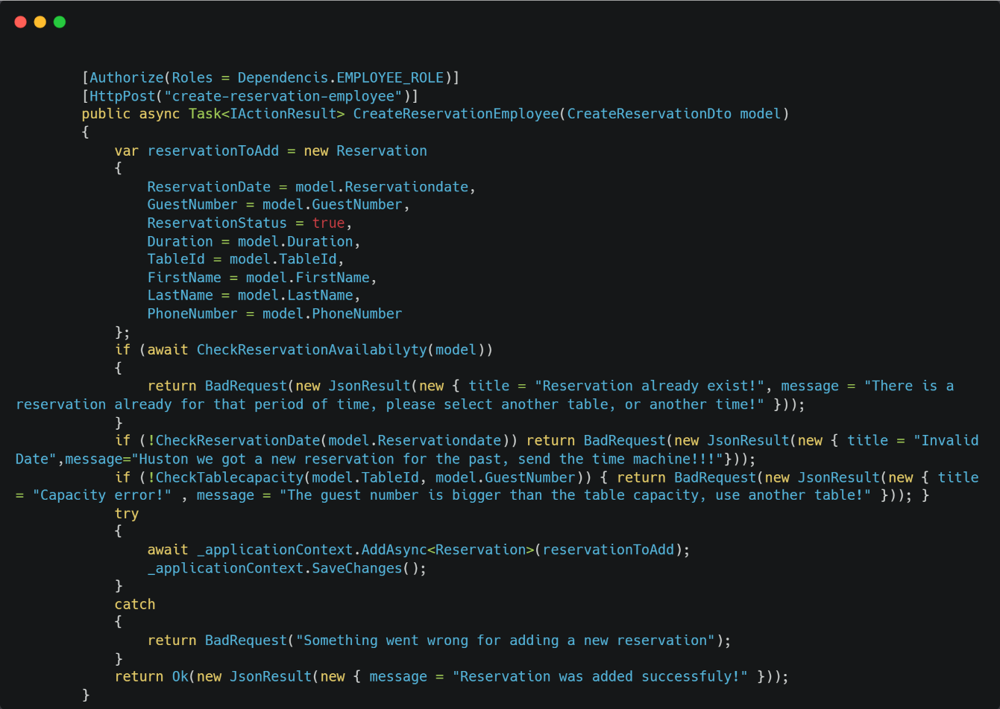 [Authorize(Roles = Dependencis.EMPLOYEE_ROLE)]
[HttpPost("create-reservation-employee")]
public async Task<IActionResult> CreateReservationEmployee(CreateReservationDto model)
{
var reservationToAdd = new Reservation
{
ReservationDate = model.Reservationdate,
GuestNumber = model.GuestNumber,
ReservationStatus = true,
Duration = model.Duration,
TableId = model.TableId,
FirstName = model.FirstName,
LastName = model.LastName,
PhoneNumber = model.PhoneNumber
};
if (await CheckReservationAvailabilyty(model))
{
return BadRequest(new JsonResult(new { title = "Reservation already exist!", message = "There is a
reservation already for that period of time, please select another table, or another time!" }));
}
if (!CheckReservationDate(model.Reservationdate)) return BadRequest(new JsonResult(new { title = "Invalid
Date",message="Huston we got a new reservation for the past, send the time machine!!!"}));
if (!CheckTablecapacity(model.TableId, model.GuestNumber)) { return BadRequest(new JsonResult(new { title
= "Capacity error!" , message = "The guest number is bigger than the table capacity, use another table!" })); }
try
{
await _applicationContext.AddAsync<Reservation>(reservationToAdd);
_applicationContext.SaveChanges();
}
catch
{
return BadRequest("Something went wrong for adding a new reservation");
}
return Ok(new JsonResult(new { message = "Reservation was added successfuly!" }));
}